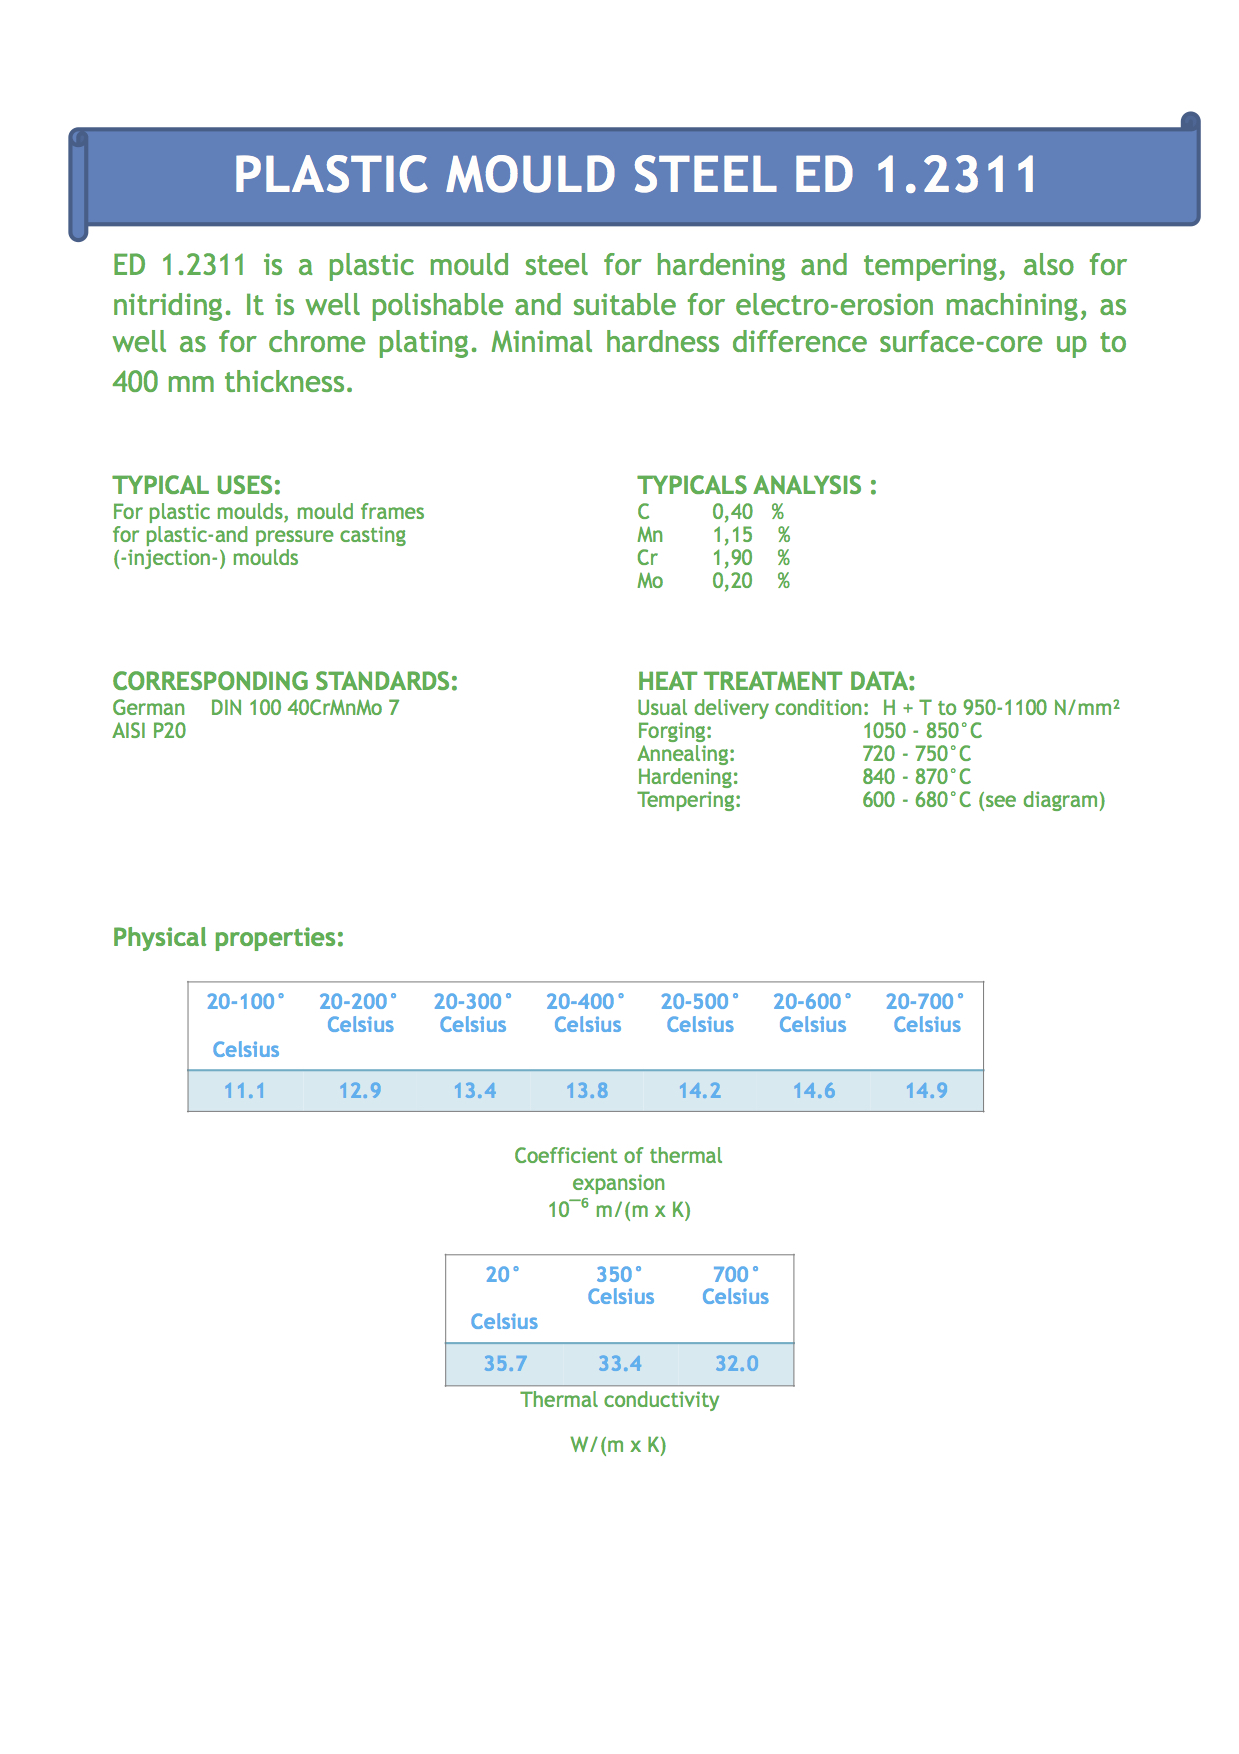 PLASTIC MOULD STEEL ED 1.2311
ED 1.2311 is a plastic mould steel for hardening and tempering, also for
nitriding. It is well polishable and suitable for electro-erosion machining, as
well as for chrome plating. Minimal hardness difference surface-core up to
400 mm thickness.
TYPICAL USES:
For plastic moulds, mould frames
for plastic-and pressure casting
(-injection-) moulds
TYPICALS ANALYSIS :
C 0,40 %
Mn 1,15 %
Cr 1,90 %
Mo 0,20 %
CORRESPONDING STANDARDS:
German DIN 100 40CrMnMo 7
AISI P20
HEAT TREATMENT DATA:
Usual delivery condition: H + T to 950-1100 N/mm²
Forging: 1050 - 850°C
Annealing: 720 - 750°C
Hardening: 840 - 870°C
Tempering: 600 - 680°C (see diagram)
Physical properties:
20-100° 20-200° 20-300° 20-400° 20-500° 20-600° 20-700°
Celsius Celsius Celsius Celsius Celsius Celsius
Celsius
11.1 12.9 13.4 13.8 14.2 14.6 14.9
Coefficient of thermal
expansion
10⁻⁶ m/(m x K)
20° 350° 700°
Celsius Celsius
Celsius
35.7 33.4 32.0
Thermal conductivity
W/(m x K)